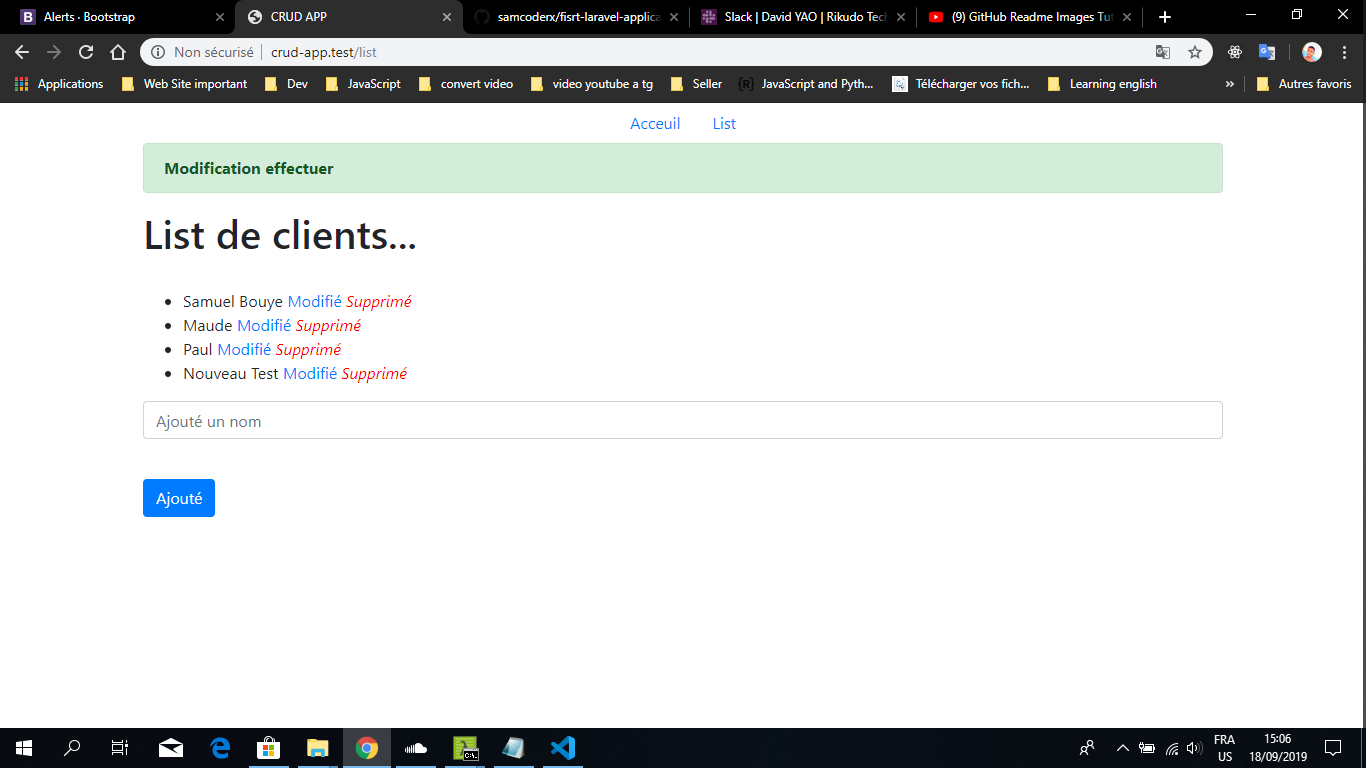 Alerts · Bootstrap
CRUD APP
samcoderx/fisrt-laravel-applica
Slack | David YAO | Rikudo Tech
(9) GitHub Readme Images Tut
Non sécurisé
crud-app.test/list
Applications
Web Site important
Dev
JavaScript
convert video
video youtube a tg
Seller
JavaScript and Pyth...
Télécharger vos fich...
Learning english
»
Autres favoris
Acceuil
List
Modification effectuer
List de clients...
Samuel Bouye Modifié Supprimé
Maude Modifié Supprimé
Paul Modifié Supprimé
Nouveau Test Modifié Supprimé
Ajouté un nom
Ajouté
FRA
US
15:06
18/09/2019